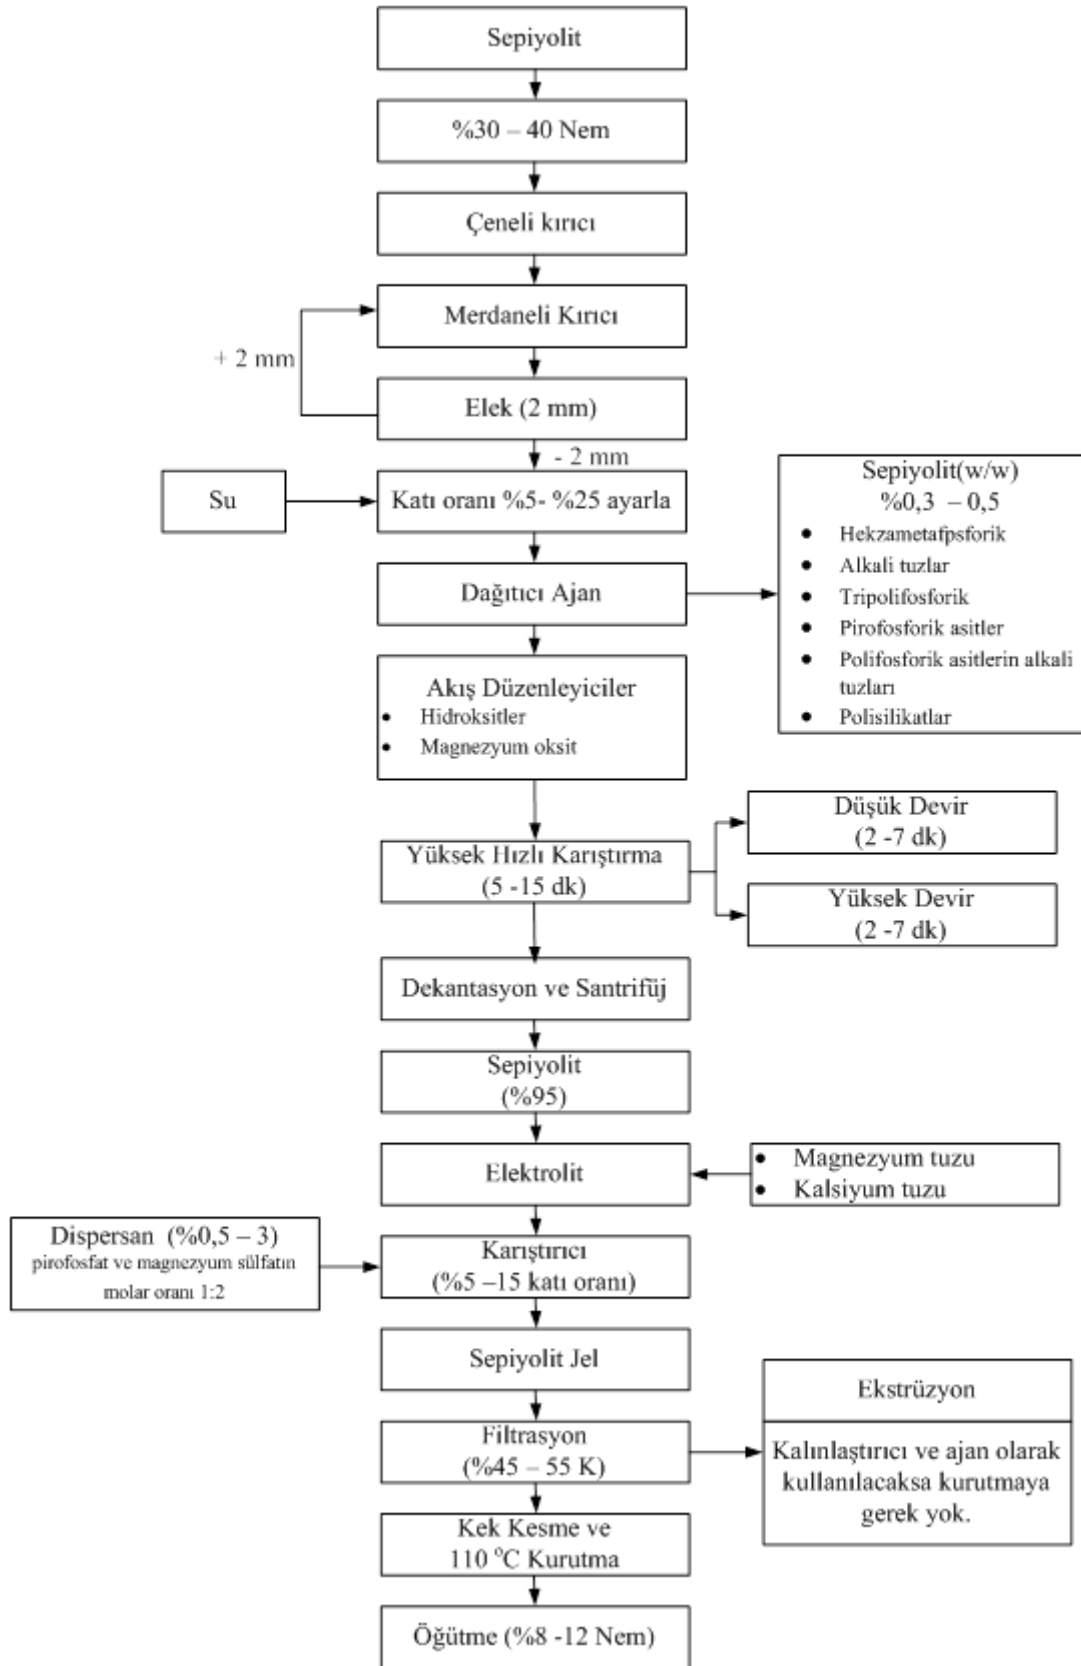 Sepiyolit
%30 – 40 Nem
Çeneli kırıcı
Merdaneli Kırıcı
+ 2 mm
Elek (2 mm)
- 2 mm
Su
Katı oranı %5- %25 ayarla
Sepiyolit(w/w)
%0,3 – 0,5
• Hekzametafpsforik
• Alkali tuzlar
• Tripolifosforik
• Pirofosforik asitler
• Polifosforik asitlerin alkali
tuzları
• Polisilikatlar
Dağıtıcı Ajan
Akış Düzenleyiciler
• Hidroksitler
• Magnezyum oksit
Yüksek Hızlı Karıştırma
(5 -15 dk)
Düşük Devir
(2 -7 dk)
Yüksek Devir
(2 -7 dk)
Dekantasyon ve Santrifüj
Sepiyolit
(%95)
Elektrolit
• Magnezyum tuzu
• Kalsiyum tuzu
Dispersan (%0,5 – 3)
pirofosfat ve magnezyum sülfatın
molar oranı 1:2
Karıştırıcı
(%5 –15 katı oranı)
Sepiyolit Jel
Filtrasyon
(%45 – 55 K)
Ekstrüzyon
Kalınlaştırıcı ve ajan olarak
kullanılacaksa kurutmaya
gerek yok.
Kek Kesme ve
110 °C Kurutma
Öğütme (%8 -12 Nem)